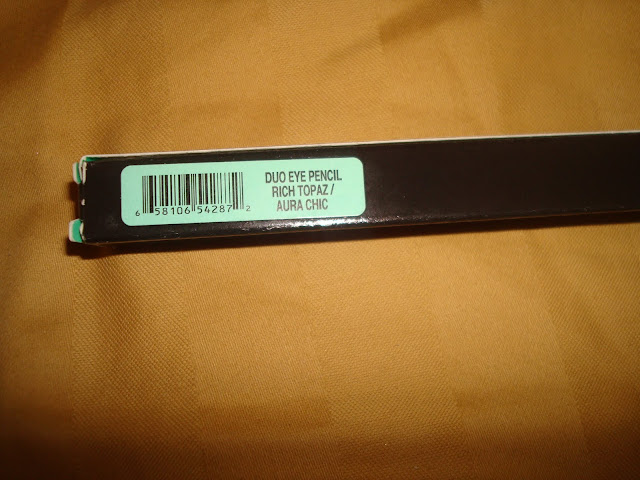 DUO EYE PENCIL
RICH TOPAZ /
AURA CHIC
6 58106 54287 2